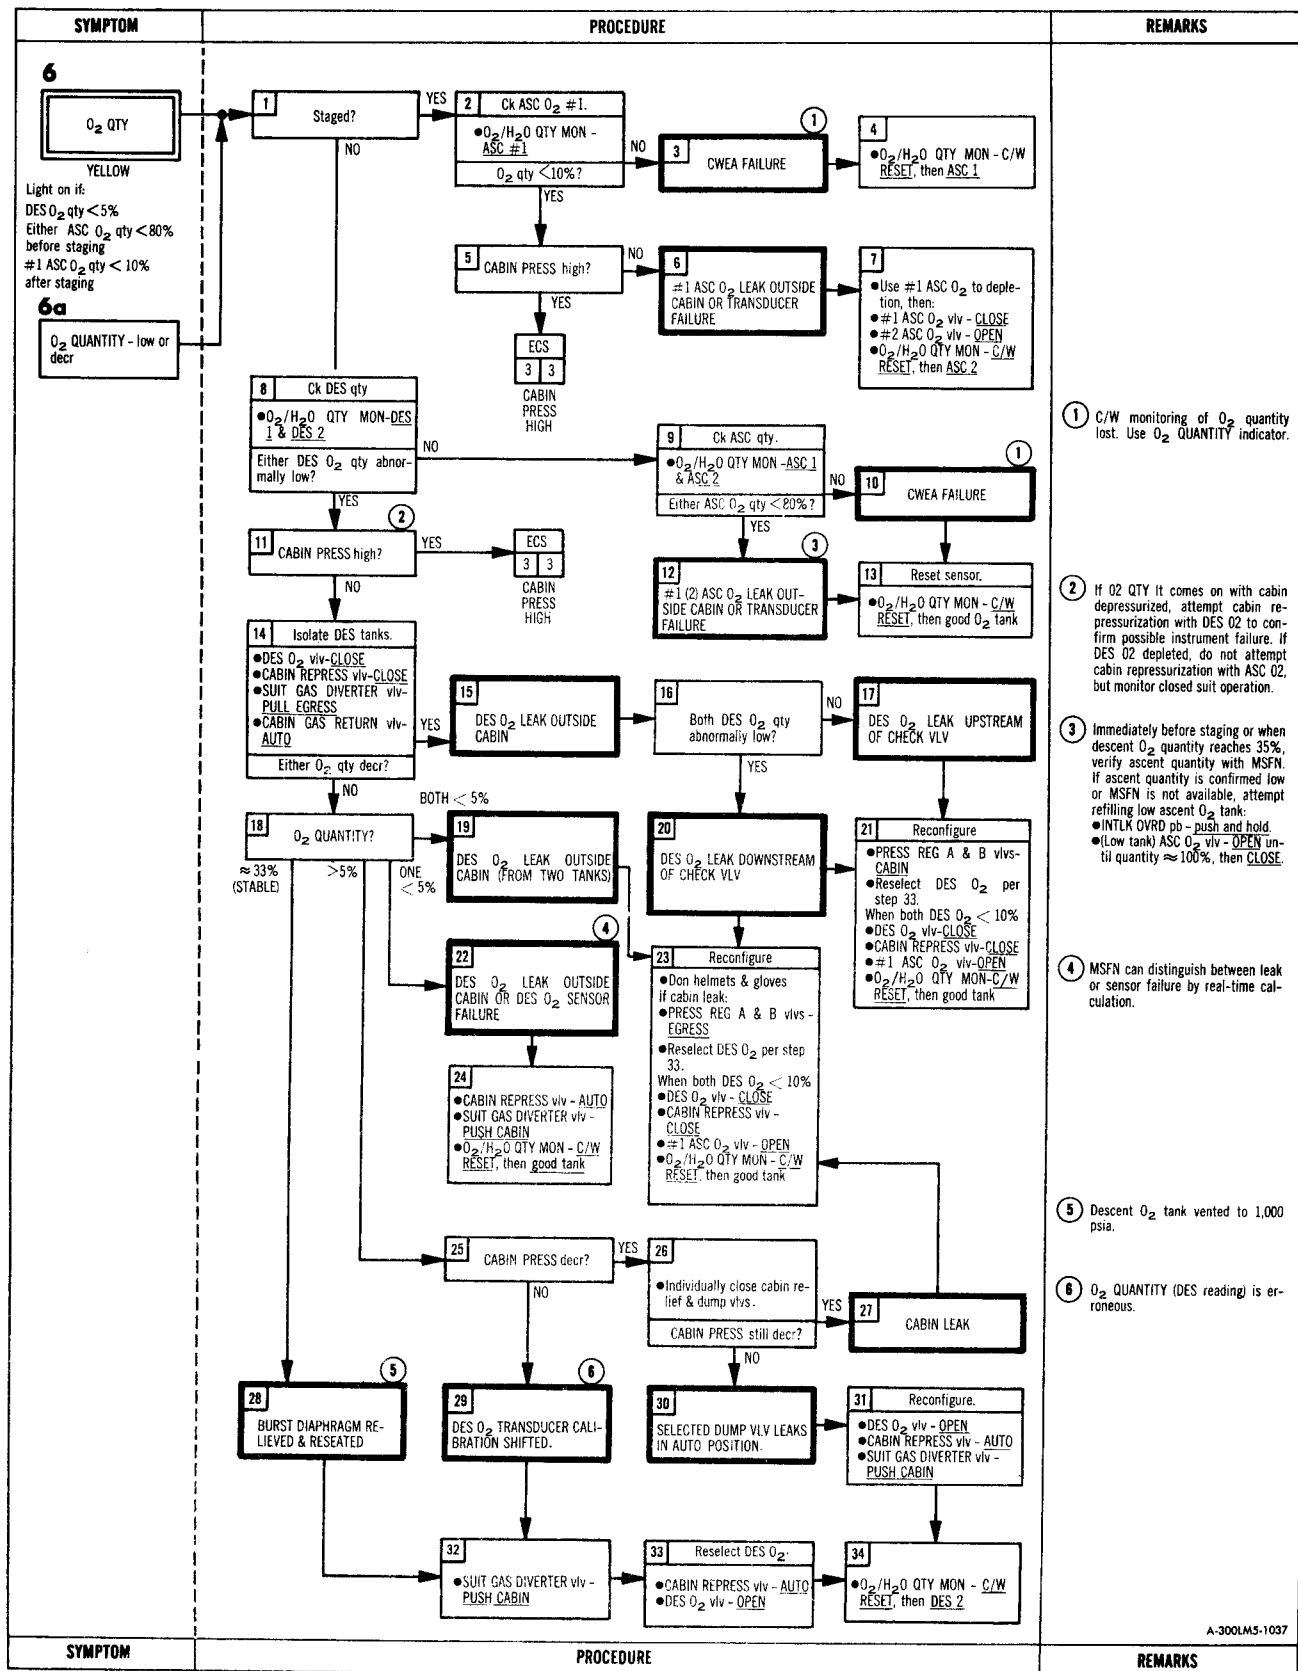 SYMPTOM
PROCEDURE
REMARKS
6
O2 QTY
YELLOW
Light on if:
DES O2 qty <5%
Either ASC O2 qty <80%
before staging
#1 ASC O2 qty < 10%
after staging
6a
O2 QUANTITY - low or
decr
1
Staged?
YES
NO
2
Ck ASC O2 #1.
●O2/H2O QTY MON -
ASC #1
O2 qty <10%?
NO
YES
1
3
CWEA FAILURE
4
●O2/H2O QTY MON - C/W
RESET, then ASC 1
5
CABIN PRESS high?
NO
YES
6
#1 ASC O2 LEAK OUTSIDE
CABIN OR TRANSDUCER
FAILURE
7
●Use #1 ASC O2 to deple-
tion, then:
●#1 ASC O2 vlv - CLOSE
●#2 ASC O2 vlv - OPEN
●O2/H2O QTY MON - C/W
RESET, then ASC 2
ECS
3 3
CABIN
PRESS
HIGH
8
Ck DES qty
●O2/H2O QTY MON-DES
1 & DES 2
Either DES O2 qty abnor-
mally low?
NO
YES
9
Ck ASC qty.
●O2/H2O QTY MON -ASC 1
& ASC 2
Either ASC O2 qty <80%?
NO
YES
1
10
CWEA FAILURE
2
11
CABIN PRESS high?
YES
NO
ECS
3 3
CABIN
PRESS
HIGH
3
12
#1 (2) ASC O2 LEAK OUT-
SIDE CABIN OR TRANSDUCER
FAILURE
13
Reset sensor.
●O2/H2O QTY MON - C/W
RESET, then good O2 tank
14
Isolate DES tanks.
●DES O2 vlv-CLOSE
●CABIN REPRESS vlv-CLOSE
●SUIT GAS DIVERTER vlv-
PULL EGRESS
●CABIN GAS RETURN vlv-
AUTO
Either O2 qty decr?
YES
NO
15
DES O2 LEAK OUTSIDE
CABIN
16
Both DES O2 qty
abnormally low?
NO
YES
17
DES O2 LEAK UPSTREAM
OF CHECK VLV
18
O2 QUANTITY?
BOTH < 5%
≈ 33%
(STABLE)
>5%
ONE
< 5%
19
DES O2 LEAK OUTSIDE
CABIN (FROM TWO TANKS)
20
DES O2 LEAK DOWNSTREAM
OF CHECK VLV
21
Reconfigure
●PRESS REG A & B vlvs-
CABIN
●Reselect DES O2 per
step 33.
When both DES O2 < 10%
●DES O2 vlv-CLOSE
●CABIN REPRESS vlv-CLOSE
●#1 ASC O2 vlv-OPEN
●O2/H2O QTY MON-C/W
RESET, then good tank
4
22
DES O2 LEAK OUTSIDE
CABIN OR DES O2 SENSOR
FAILURE
23
Reconfigure
●Don helmets & gloves
if cabin leak:
●PRESS REG A & B vlvs -
EGRESS
●Reselect DES O2 per step
33.
When both DES O2 < 10%
●DES O2 vlv - CLOSE
●CABIN REPRESS vlv -
CLOSE
●#1 ASC O2 vlv - OPEN
●O2/H2O QTY MON - C/W
RESET, then good tank
24
●CABIN REPRESS vlv - AUTO
●SUIT GAS DIVERTER vlv -
PUSH CABIN
●O2/H2O QTY MON - C/W
RESET, then good tank
25
CABIN PRESS decr?
YES
NO
26
●Individually close cabin re-
lief & dump vlvs.
CABIN PRESS still decr?
YES
NO
27
CABIN LEAK
5
28
BURST DIAPHRAGM RE-
LIEVED & RESEATED
6
29
DES O2 TRANSDUCER CALI-
BRATION SHIFTED.
30
SELECTED DUMP VLV LEAKS
IN AUTO POSITION.
31
Reconfigure.
●DES O2 vlv - OPEN
●CABIN REPRESS vlv - AUTO
●SUIT GAS DIVERTER vlv -
PUSH CABIN
32
●SUIT GAS DIVERTER vlv -
PUSH CABIN
33
Reselect DES O2.
●CABIN REPRESS vlv - AUTO
●DES O2 vlv - OPEN
34
●O2/H2O QTY MON - C/W
RESET, then DES 2
1 C/W monitoring of O2 quantity
lost. Use O2 QUANTITY indicator.
2 If 02 QTY lt comes on with cabin
depressurized, attempt cabin re-
pressurization with DES 02 to con-
firm possible instrument failure. If
DES 02 depleted, do not attempt
cabin repressurization with ASC 02,
but monitor closed suit operation.
3 Immediately before staging or when
descent O2 quantity reaches 35%,
verify ascent quantity with MSFN.
If ascent quantity is confirmed low
or MSFN is not available, attempt
refilling low ascent O2 tank:
●INTLK OVRD pb - push and hold.
●(Low tank) ASC O2 vlv - OPEN un-
til quantity ≈100%, then CLOSE.
4 MSFN can distinguish between leak
or sensor failure by real-time cal-
culation.
5 Descent O2 tank vented to 1,000
psia.
6 O2 QUANTITY (DES reading) is er-
roneous.
A-300LM5-1037
SYMPTOM
PROCEDURE
REMARKS